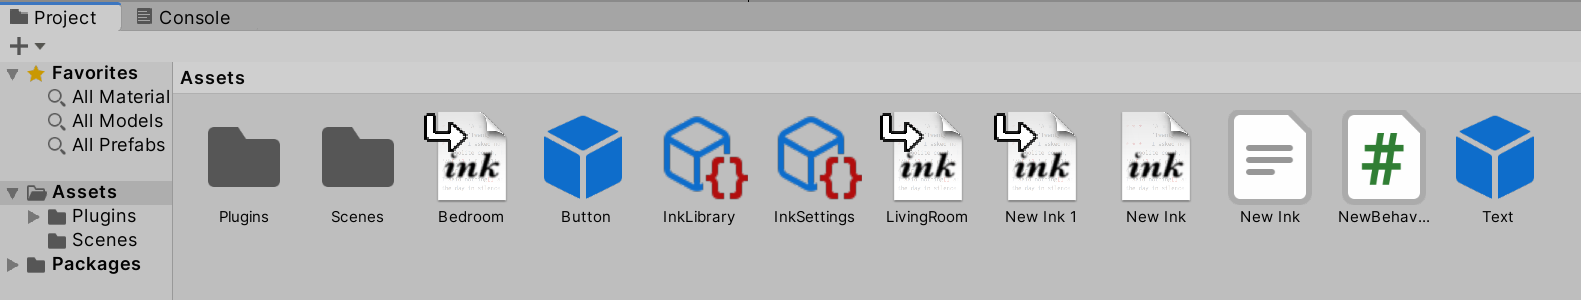 Project
Console
Favorites
All Material
All Models
All Prefabs
Assets
Plugins
Scenes
Packages
Assets
ink
ink
ink
ink
{}
{}
#
Plugins
Scenes
Bedroom
Button
InkLibrary
InkSettings
LivingRoom
New Ink 1
New Ink
New Ink
NewBehav...
Text